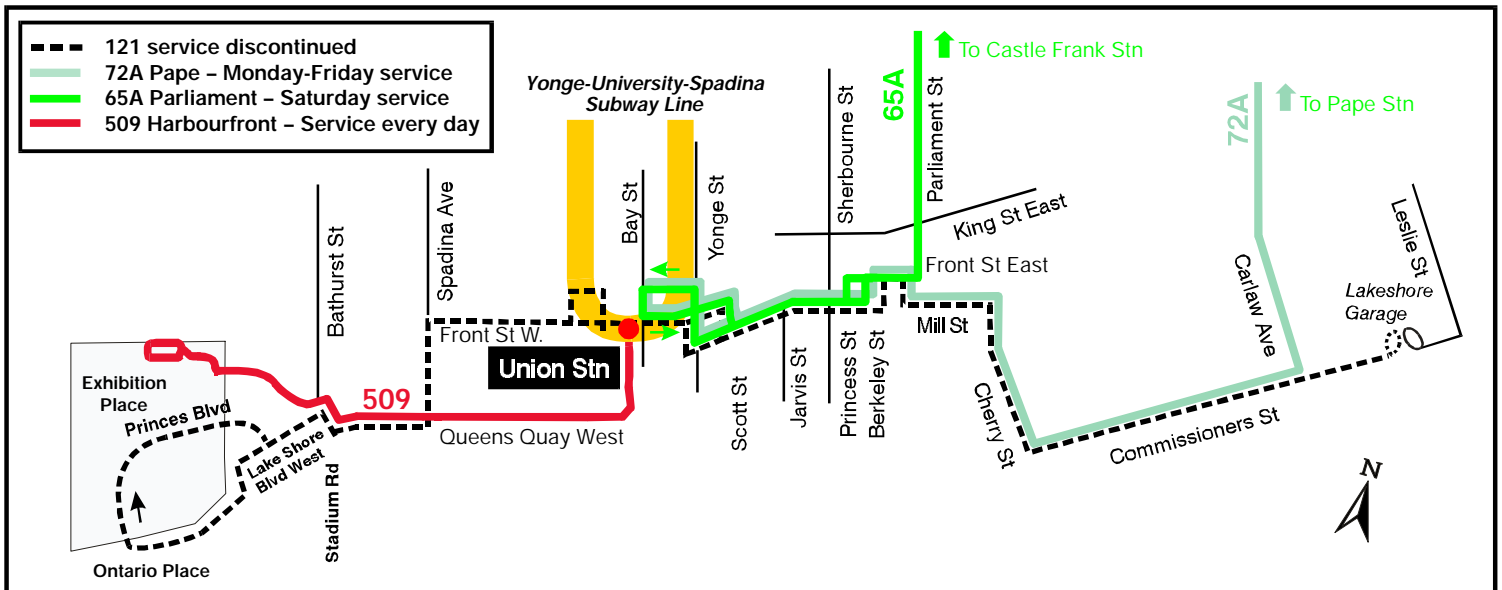 121 service discontinued
72A Pape – Monday-Friday service
65A Parliament – Saturday service
509 Harbourfront – Service every day
Yonge-University-Spadina
Subway Line
To Castle Frank Stn
To Pape Stn
65A
72A
Bathurst St
Spadina Ave
Bay St
Yonge St
Sherbourne St
Parliament St
King St East
Front St East
Leslie St
Carlaw Ave
Lakeshore
Garage
Front St W.
Union Stn
Mill St
Exhibition
Place
Princes Blvd
509
Queens Quay West
Lake Shore
Blvd West
Stadium Rd
Scott St
Jarvis St
Princess St
Berkeley St
Cherry St
Commissioners St
Ontario Place
N